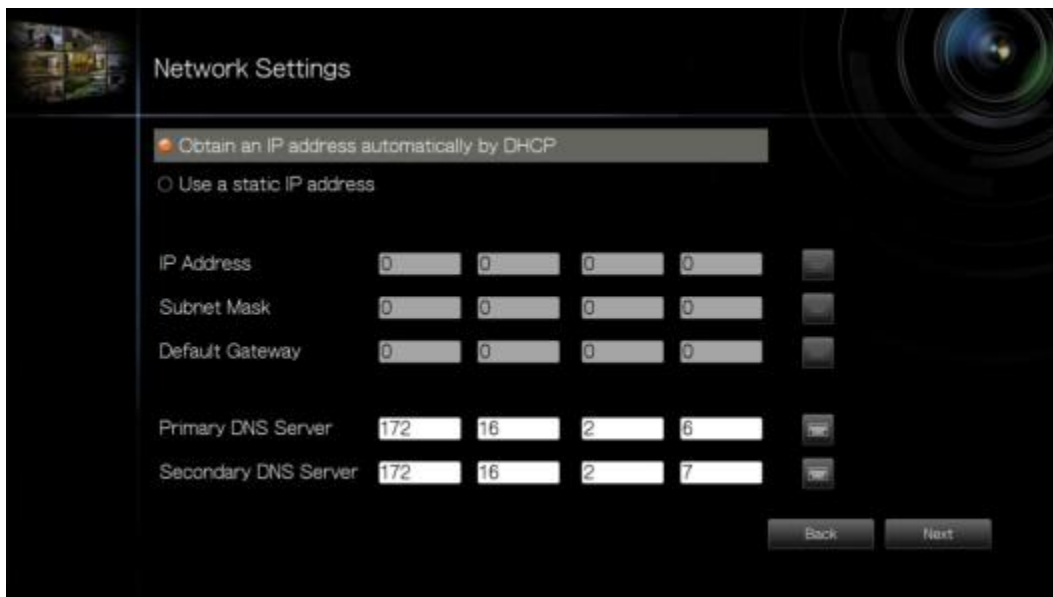 Network Settings
Obtain an IP address automatically by DHCP
Use a static IP address
IP Address 0 0 0 0
Subnet Mask 0 0 0 0
Default Gateway 0 0 0 0
Primary DNS Server 172 16 2 6
Secondary DNS Server 172 16 2 7
Back Next